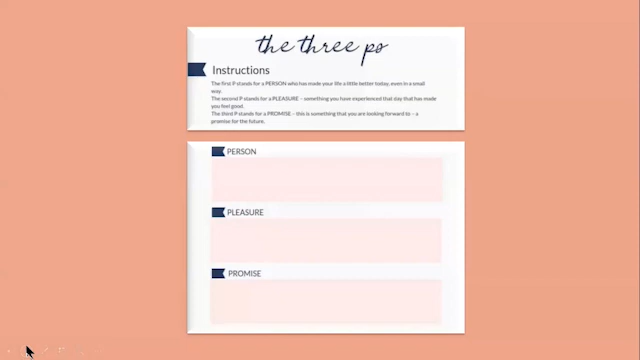 the three ps
Instructions
The first P stands for a PERSON who has made your life a little better today, even in a small
way.
The second P stands for a PLEASURE – something you have experienced that day that has made
you feel good.
The third P stands for a PROMISE – this is something that you are looking forward to – a
promise for the future.
PERSON
PLEASURE
PROMISE